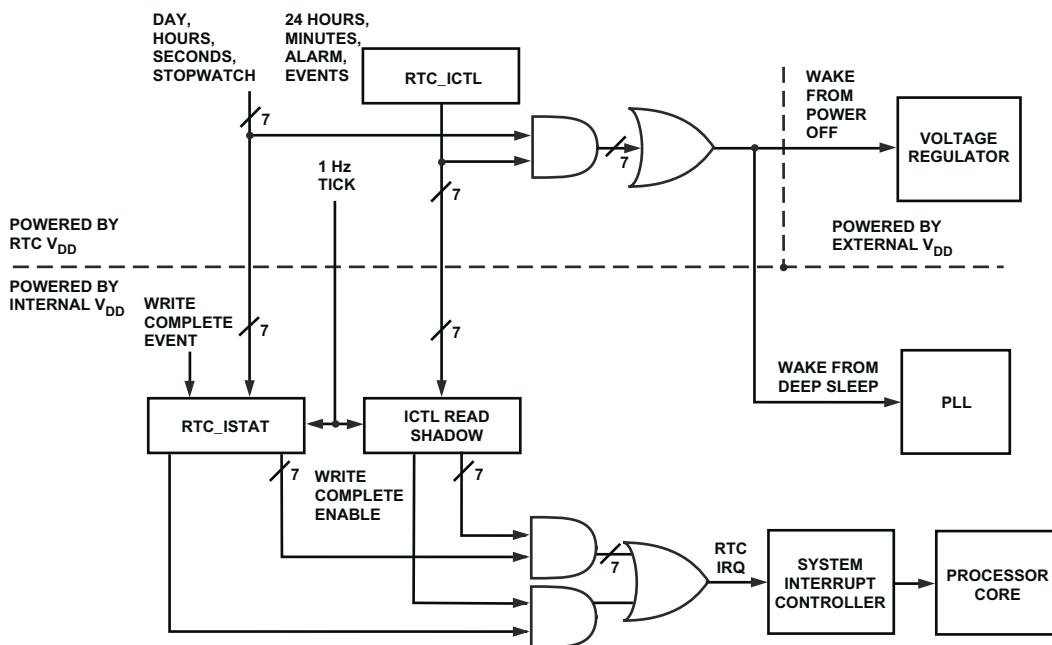 DAY,
HOURS,
SECONDS,
STOPWATCH
24 HOURS,
MINUTES,
ALARM,
EVENTS
RTC_ICTL
7
7
1 Hz
TICK
7
WAKE
FROM
POWER
OFF
VOLTAGE
REGULATOR
POWERED BY
RTC VDD
POWERED BY
EXTERNAL VDD
POWERED BY
INTERNAL VDD
WRITE
COMPLETE
EVENT
7
7
WAKE FROM
DEEP SLEEP
PLL
RTC_ISTAT
ICTL READ
SHADOW
7
7
WRITE
COMPLETE
ENABLE
7
RTC
IRQ
SYSTEM
INTERRUPT
CONTROLLER
PROCESSOR
CORE